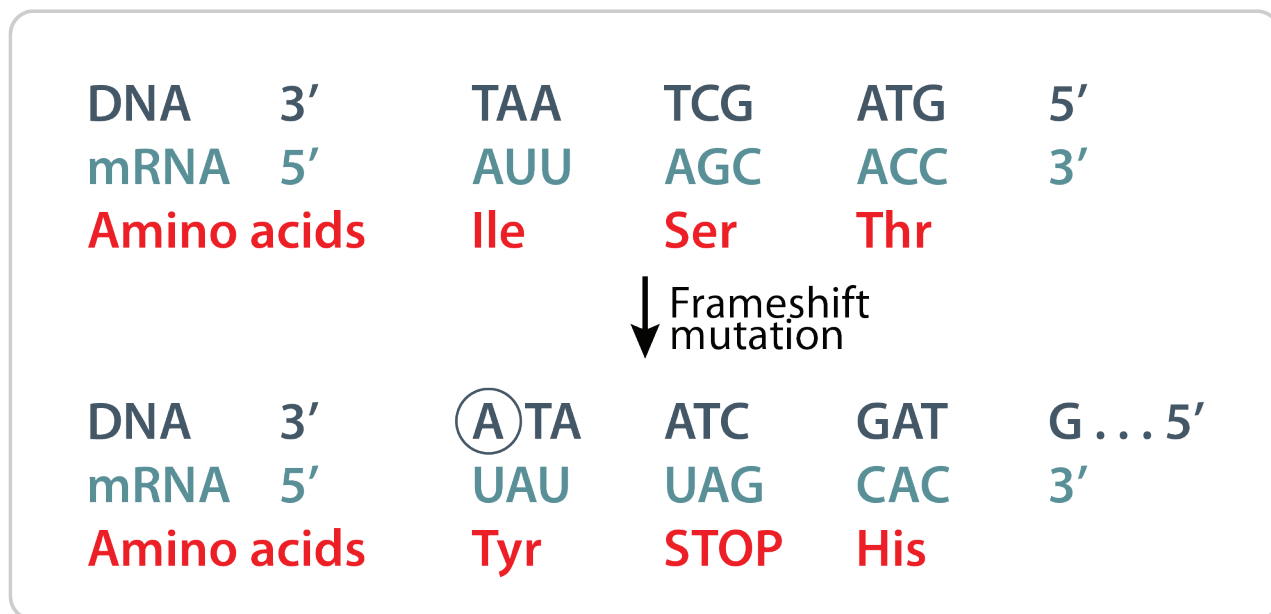 DNA 3′ TAA TCG ATG 5′
mRNA 5′ AUU AGC ACC 3′
Amino acids Ile Ser Thr
Frameshift
mutation
DNA 3′ ATA ATC GAT G...5′
mRNA 5′ UAU UAG CAC 3′
Amino acids Tyr STOP His